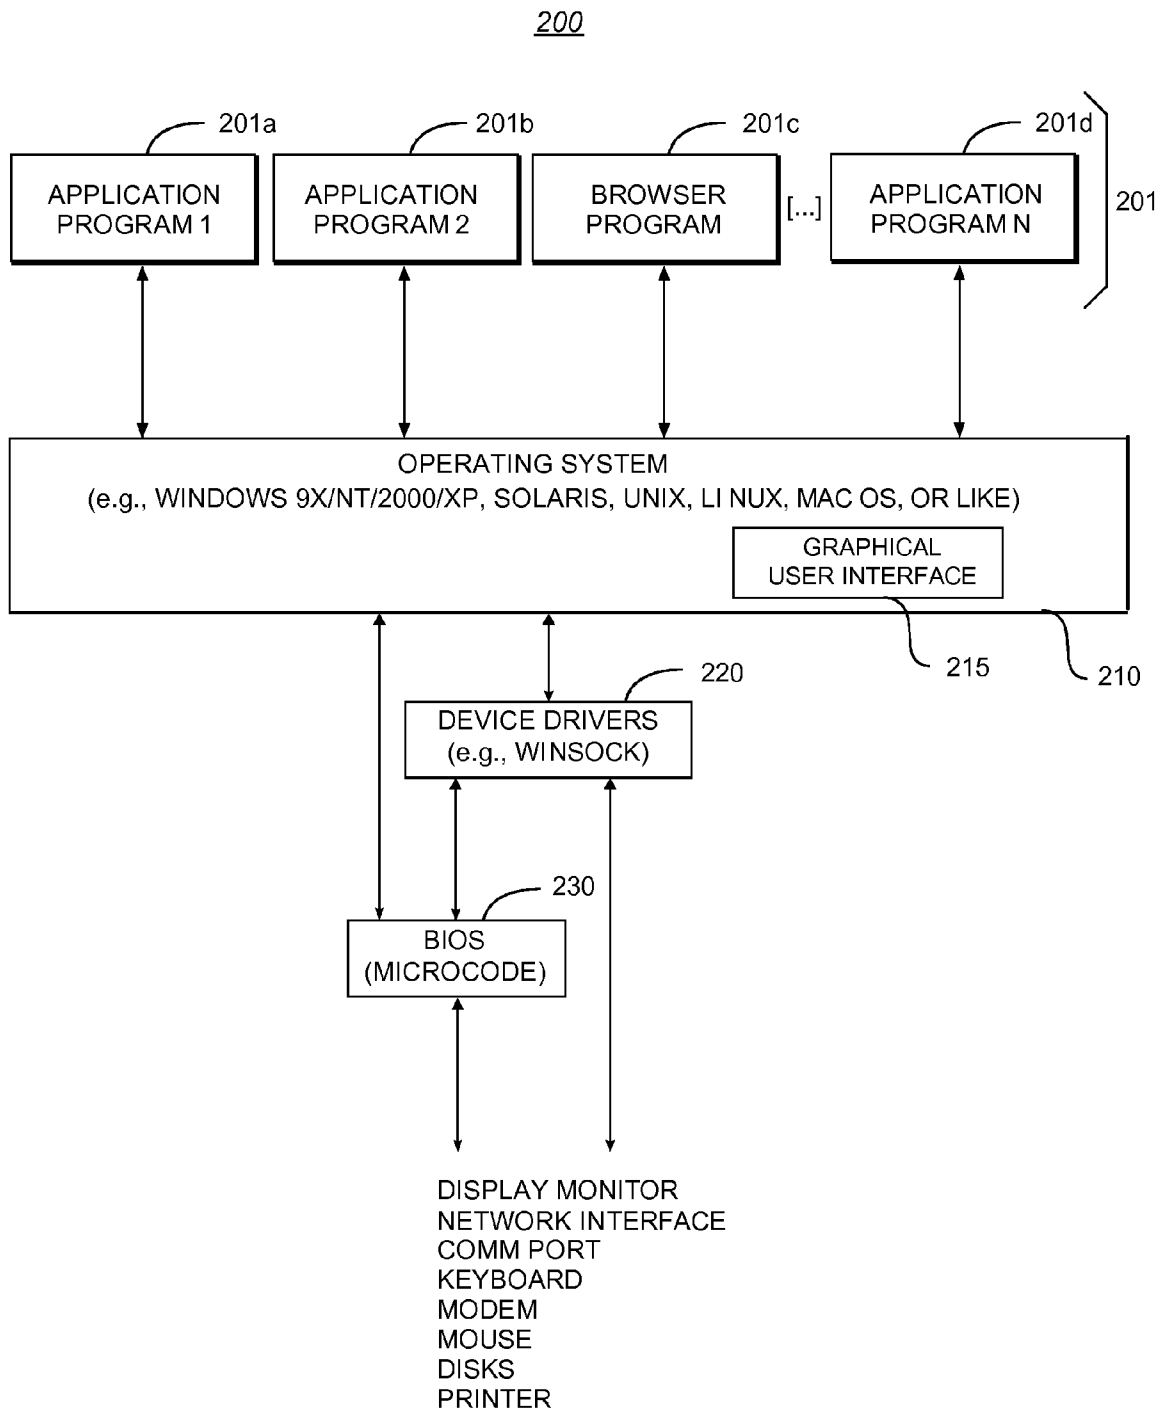 200
201a
201b
201c
201d
APPLICATION
PROGRAM 1
APPLICATION
PROGRAM 2
BROWSER
PROGRAM
[...]
APPLICATION
PROGRAM N
201
OPERATING SYSTEM
(e.g., WINDOWS 9X/NT/2000/XP, SOLARIS, UNIX, LI NUX, MAC OS, OR LIKE)
GRAPHICAL
USER INTERFACE
215
210
220
DEVICE DRIVERS
(e.g., WINSOCK)
230
BIOS
(MICROCODE)
DISPLAY MONITOR
NETWORK INTERFACE
COMM PORT
KEYBOARD
MODEM
MOUSE
DISKS
PRINTER